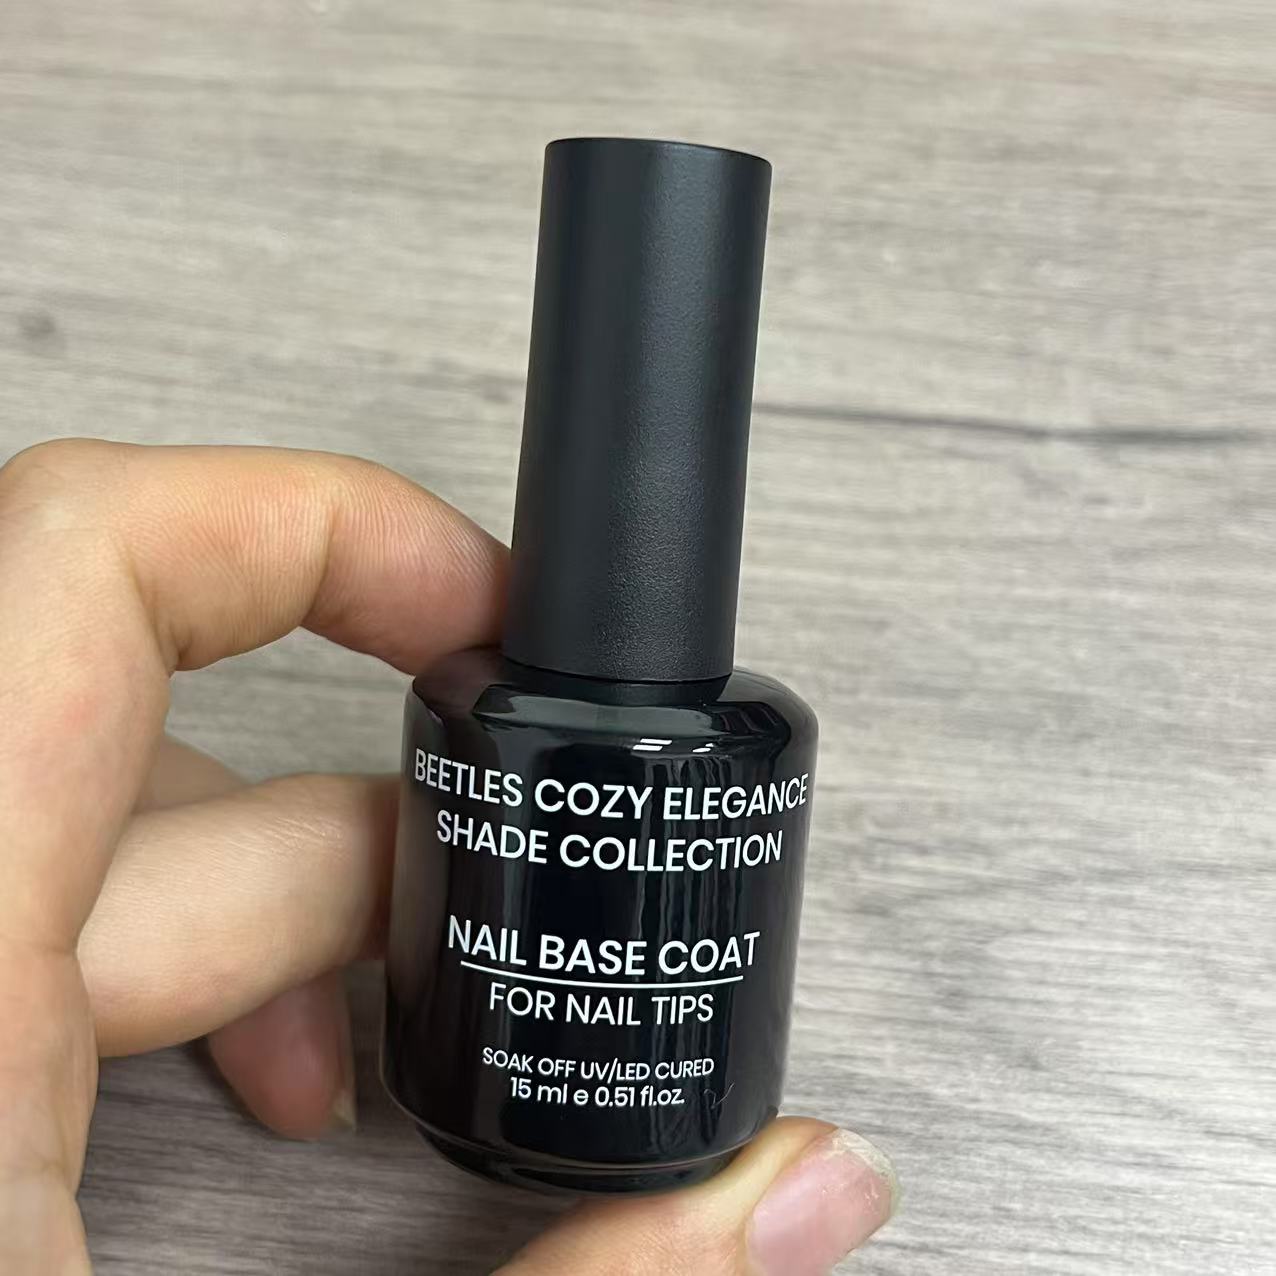 BEETLES COZY ELEGANCE
SHADE COLLECTION
NAIL BASE COAT
FOR NAIL TIPS
SOAK OFF UV/LED CURED
15 ml e 0.51 fl.oz.